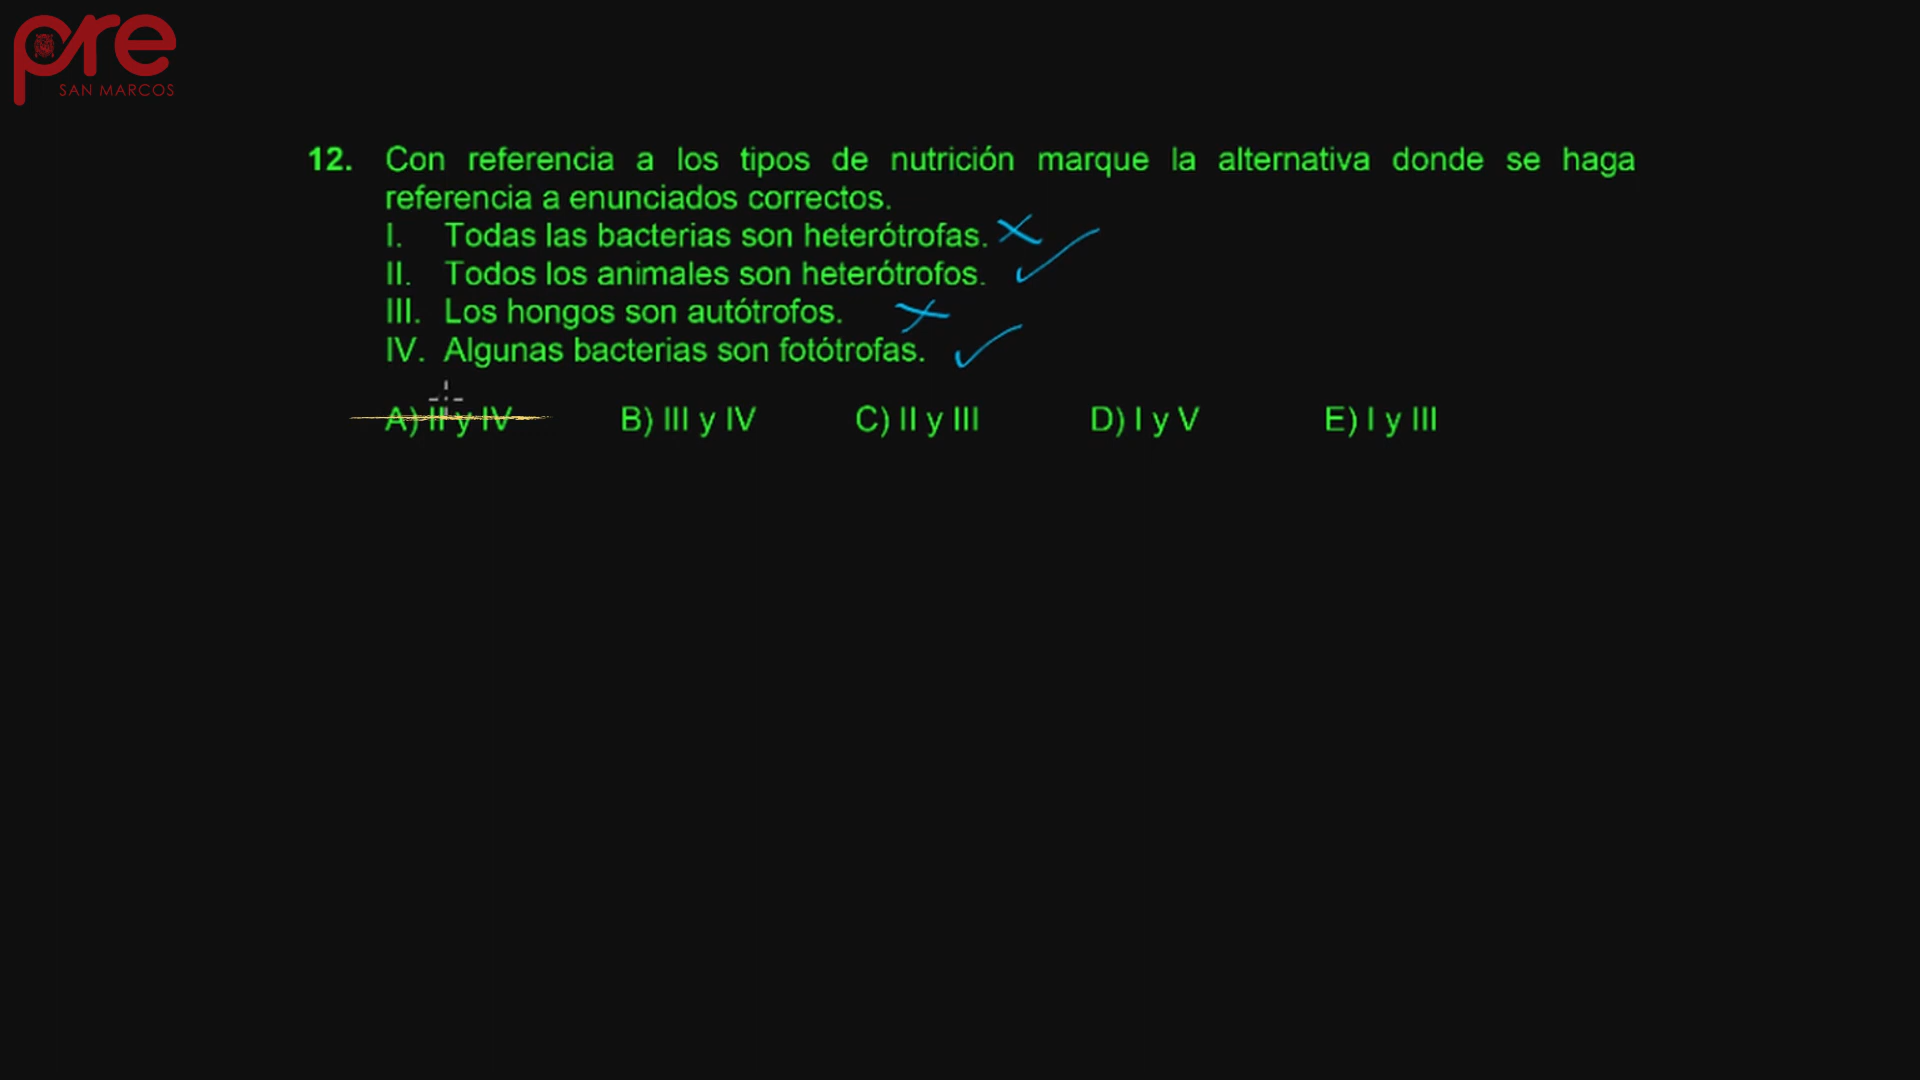 pre
SAN MARCOS
12. Con referencia a los tipos de nutrición marque la alternativa donde se haga
referencia a enunciados correctos.
I. Todas las bacterias son heterótrofas.
II. Todos los animales son heterótrofos.
III. Los hongos son autótrofos.
IV. Algunas bacterias son fotótrofas.
A) II y IV B) III y IV C) II y III D) I y V E) I y III